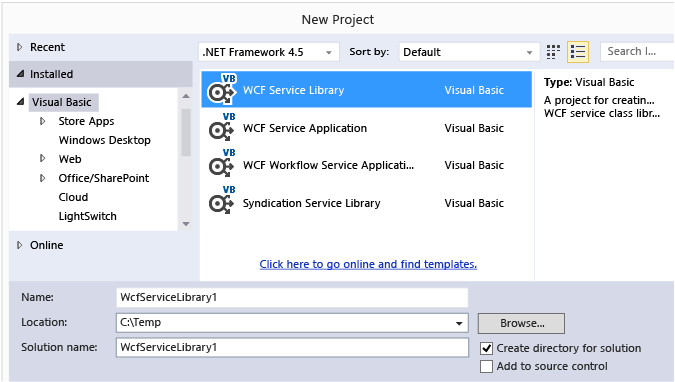 New Project
Recent
.NET Framework 4.5
Sort by:
Default
Search I...
Installed
Visual Basic
Store Apps
Windows Desktop
Web
Office/SharePoint
Cloud
LightSwitch
Online
VB
WCF Service Library
Visual Basic
VB
WCF Service Application
Visual Basic
VB
WCF Workflow Service Applicati...
Visual Basic
VB
Syndication Service Library
Visual Basic
Click here to go online and find templates.
Type: Visual Basic
A project for creatin...
WCF service class libr...
Name:
WcfServiceLibrary1
Location:
C:\Temp
Browse...
Solution name:
WcfServiceLibrary1
Create directory for solution
Add to source control